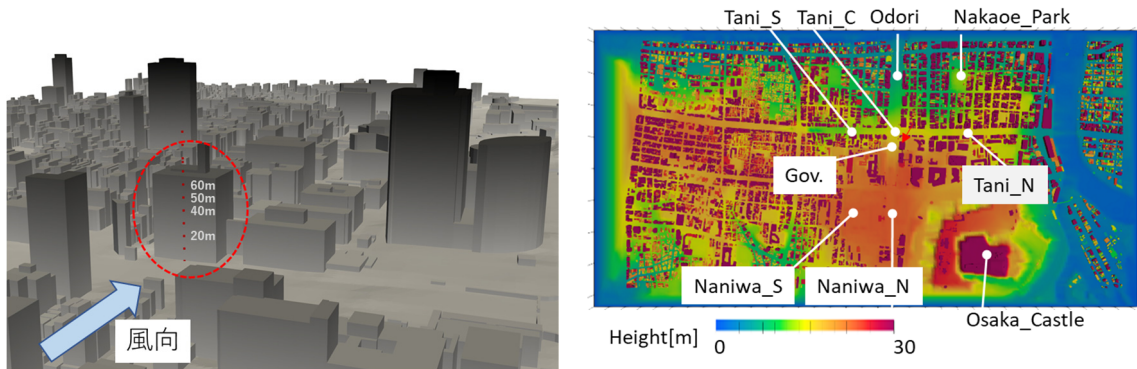 60m
50m
40m
20m
風向
Tani_S
Tani_C
Odori
Nakaoe_Park
Gov.
Tani_N
Naniwa_S
Naniwa_N
Osaka_Castle
Height[m]
0
30